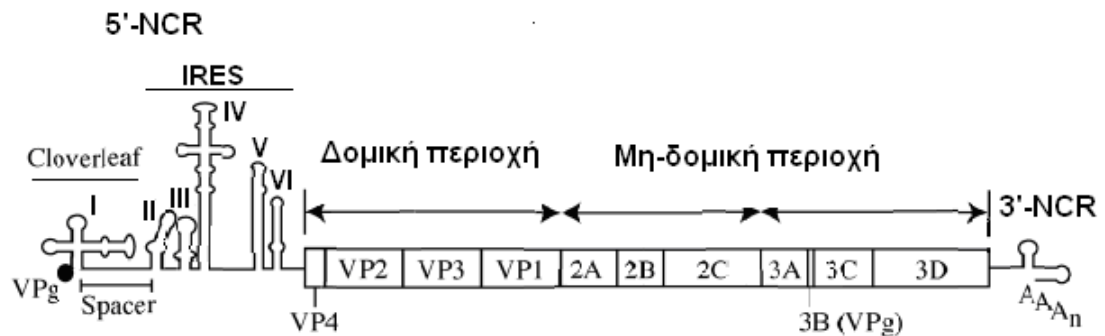 5'-NCR
IRES
IV
Cloverleaf
V
Δομική περιοχή
Μη-δομική περιοχή
I
II
III
VI
3'-NCR
VP2
VP3
VP1
2A
2B
2C
3A
3C
3D
VPg
Spacer
AAAn
VP4
3B (VPg)